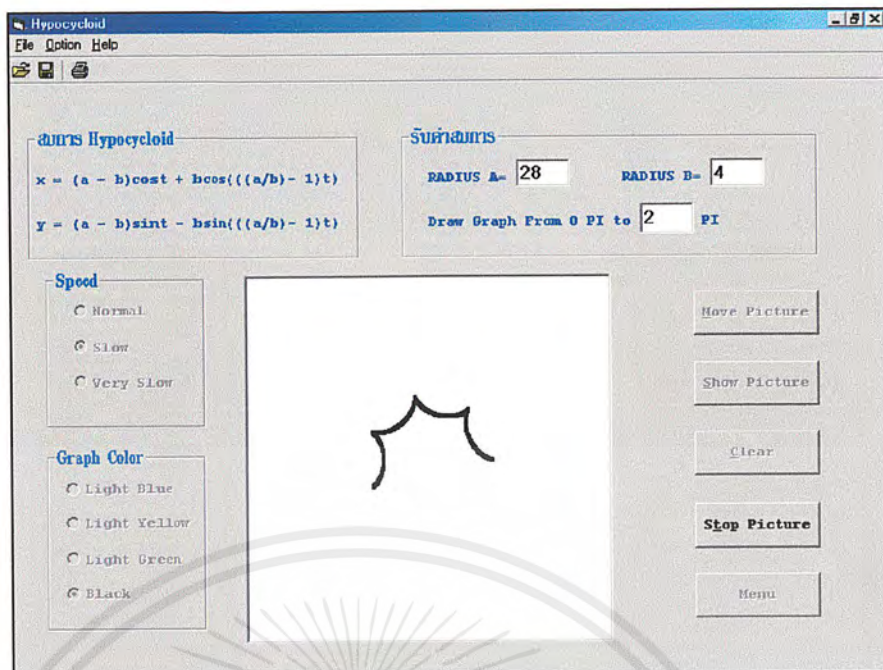 Hypocycloid
File Option Help
สมการ Hypocycloid
x = (a - b)cost + bcos(((a/b)- 1)t)
y = (a - b)sint - bsin(((a/b)- 1)t)
รับค่าสมการ
RADIUS A= 28 RADIUS B= 4
Draw Graph From 0 PI to 2 PI
Speed
Normal
Slow
Very Slow
Graph Color
Light Blue
Light Yellow
Light Green
Black
Move Picture
Show Picture
Clear
Stop Picture
Menu